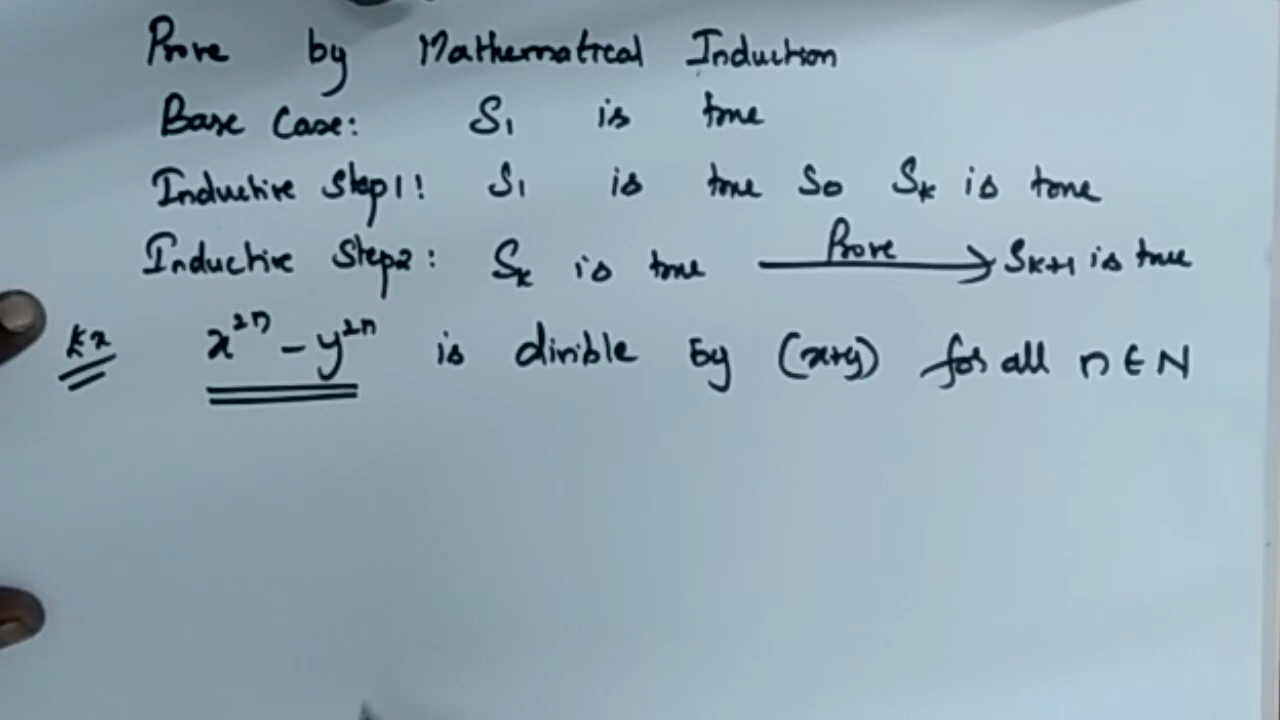 Prove by Mathematical Induction
Base Case: S₁ is true
Inductive Step1: S₁ is true So Sₖ is true
Inductive Step2: Sₖ is true Prove → Sₖ₊₁ is true
Ex x²ⁿ - y²ⁿ is divible by (x+y) for all n ∈ N